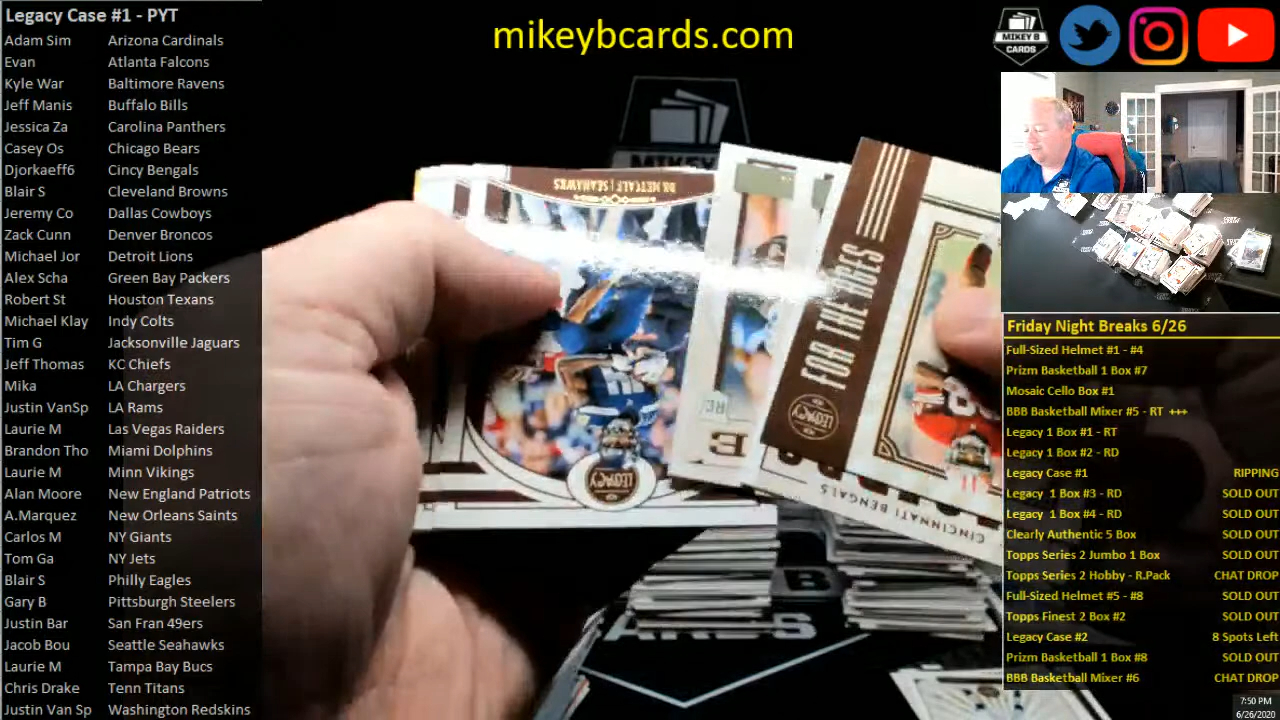 Legacy Case #1 - PYT
Adam Sim Arizona Cardinals
Evan Atlanta Falcons
Kyle War Baltimore Ravens
Jeff Manis Buffalo Bills
Jessica Za Carolina Panthers
Casey Os Chicago Bears
Djorkaeff6 Cincy Bengals
Blair S Cleveland Browns
Jeremy Co Dallas Cowboys
Zack Cunn Denver Broncos
Michael Jor Detroit Lions
Alex Scha Green Bay Packers
Robert St Houston Texans
Michael Klay Indy Colts
Tim G Jacksonville Jaguars
Jeff Thomas KC Chiefs
Mika LA Chargers
Justin VanSp LA Rams
Laurie M Las Vegas Raiders
Brandon Tho Miami Dolphins
Laurie M Minn Vikings
Alan Moore New England Patriots
A.Marquez New Orleans Saints
Carlos M NY Giants
Tom Ga NY Jets
Blair S Philly Eagles
Gary B Pittsburgh Steelers
Justin Bar San Fran 49ers
Jacob Bou Seattle Seahawks
Laurie M Tampa Bay Bucs
Chris Drake Tenn Titans
Justin Van Sp Washington Redskins
mikeybcards.com
MIKEY B
CARDS
DK METCALF | SEAHAWKS
LEGACY
FOR THE AGES
LEGACY
CINCINNATI BENGALS
Friday Night Breaks 6/26
Full-Sized Helmet #1 - #4
Prizm Basketball 1 Box #7
Mosaic Cello Box #1
BBB Basketball Mixer #5 - RT +++
Legacy 1 Box #1 - RT
Legacy 1 Box #2 - RD
Legacy Case #1 RIPPING
Legacy 1 Box #3 - RD SOLD OUT
Legacy 1 Box #4 - RD SOLD OUT
Clearly Authentic 5 Box SOLD OUT
Topps Series 2 Jumbo 1 Box SOLD OUT
Topps Series 2 Hobby - R.Pack CHAT DROP
Full-Sized Helmet #5 - #8 SOLD OUT
Topps Finest 2 Box #2 SOLD OUT
Legacy Case #2 8 Spots Left
Prizm Basketball 1 Box #8 SOLD OUT
BBB Basketball Mixer #6 CHAT DROP
7:50 PM
6/26/2020